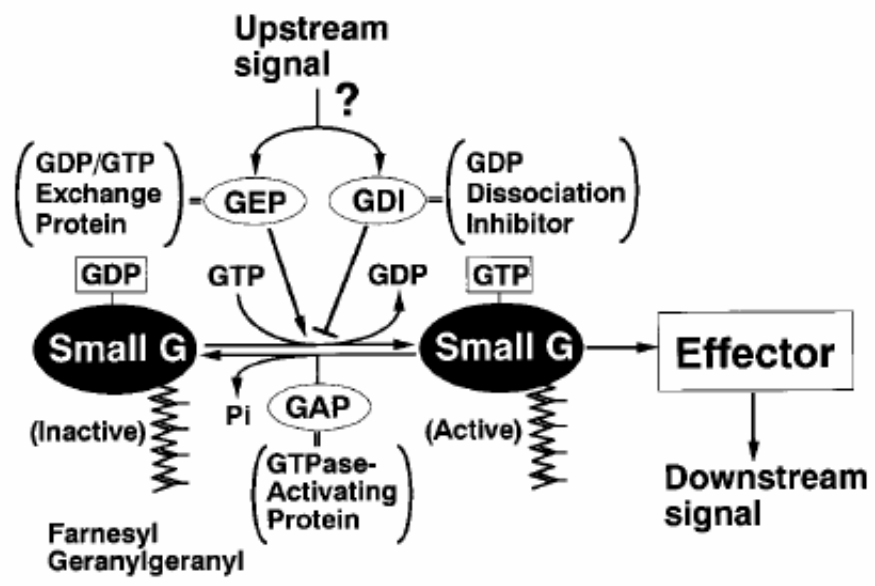 Upstream
signal
?
GDP/GTP
Exchange
Protein
=
GEP
GDI
=
GDP
Dissociation
Inhibitor
GDP
GTP
GDP
GTP
Small G
Small G
Effector
(Inactive)
Pi
GAP
(Active)
=
GTPase-
Activating
Protein
Downstream
signal
Farnesyl
Geranylgeranyl